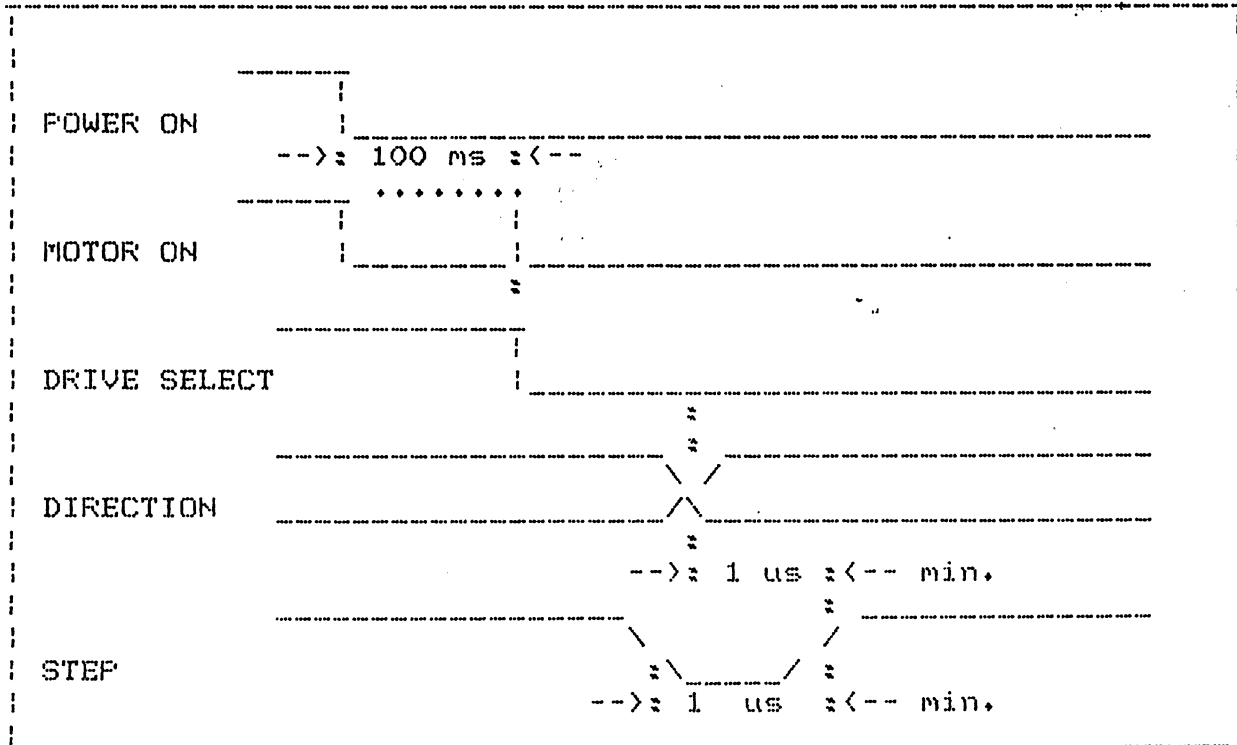 POWER ON
-->: 100 ms :<--
MOTOR ON
DRIVE SELECT
DIRECTION
-->: 1 us :<-- min.
STEP
-->: 1 us :<-- min.